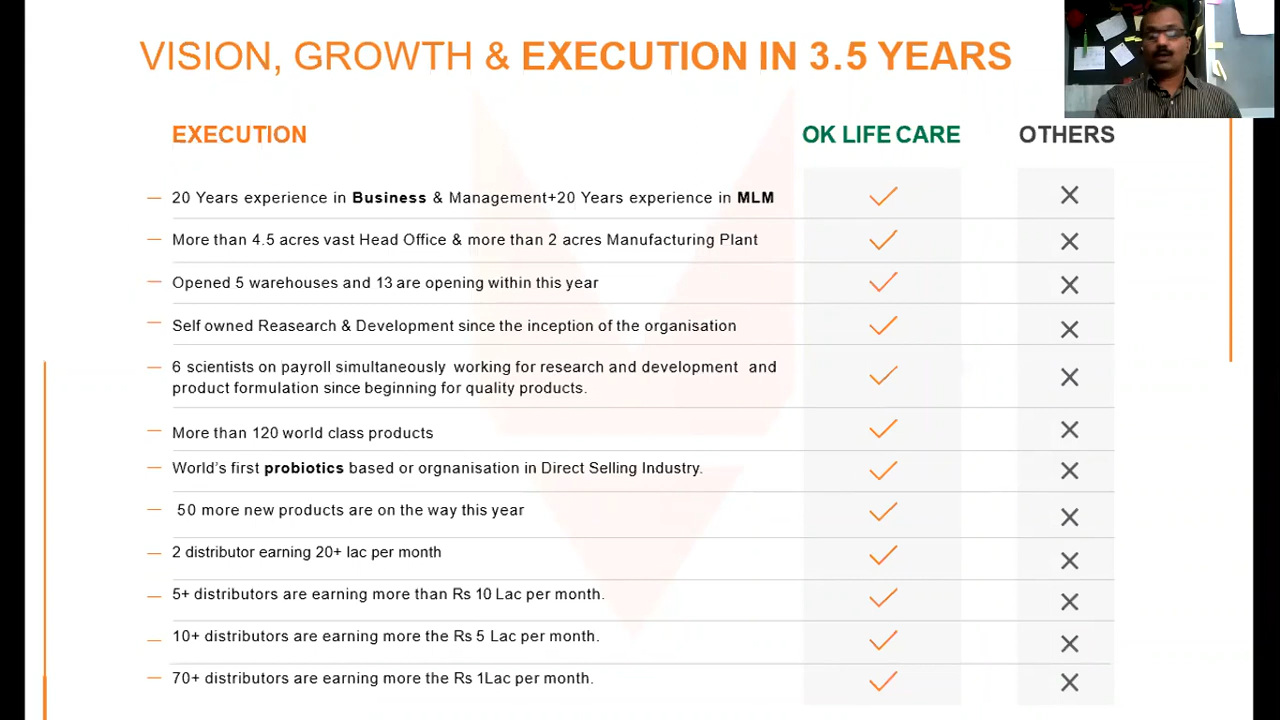 VISION, GROWTH & EXECUTION IN 3.5 YEARS
EXECUTION OK LIFE CARE OTHERS
20 Years experience in Business & Management+20 Years experience in MLM
More than 4.5 acres vast Head Office & more than 2 acres Manufacturing Plant
Opened 5 warehouses and 13 are opening within this year
Self owned Reasearch & Development since the inception of the organisation
6 scientists on payroll simultaneously working for research and development and
product formulation since beginning for quality products.
More than 120 world class products
World's first probiotics based or orgnanisation in Direct Selling Industry.
50 more new products are on the way this year
2 distributor earning 20+ lac per month
5+ distributors are earning more than Rs 10 Lac per month.
10+ distributors are earning more the Rs 5 Lac per month.
70+ distributors are earning more the Rs 1Lac per month.